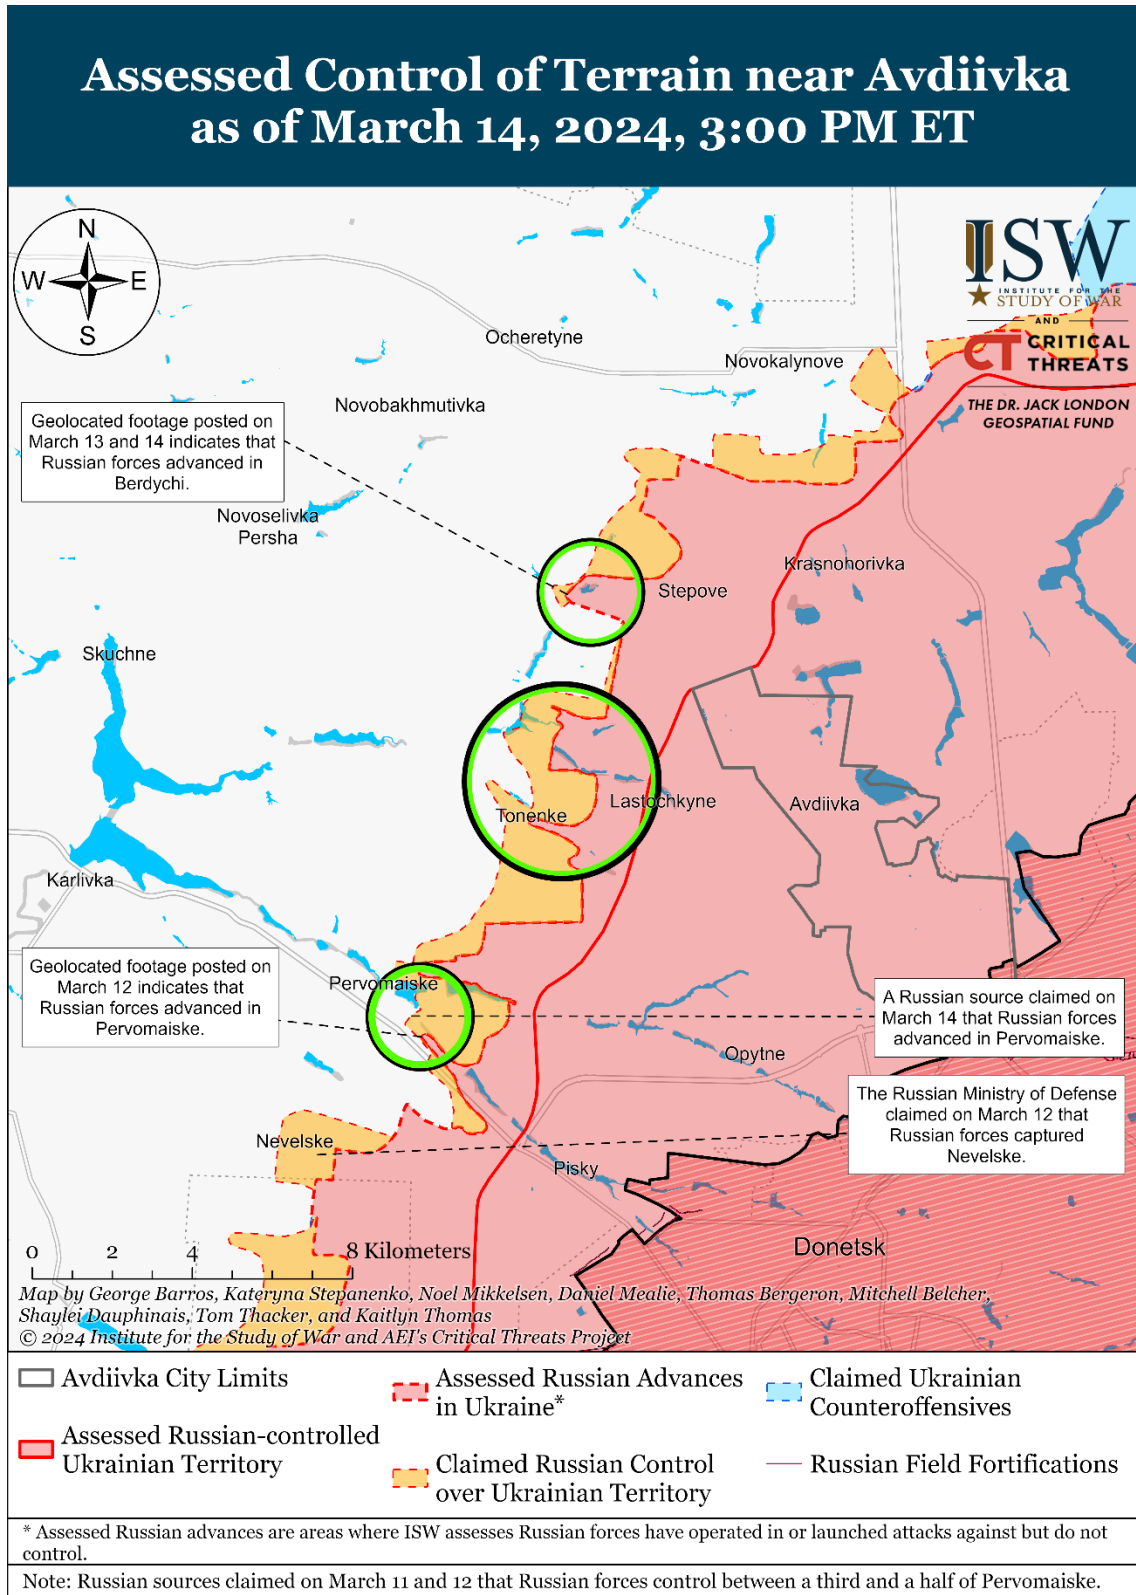 Assessed Control of Terrain near Avdiivka
as of March 14, 2024, 3:00 PM ET
N
W
E
S
ISW
INSTITUTE FOR THE
STUDY OF WAR
AND
CT CRITICAL
THREATS
THE DR. JACK LONDON
GEOSPATIAL FUND
Ocheretyne
Novokalynove
Novobakhmutivka
Geolocated footage posted on
March 13 and 14 indicates that
Russian forces advanced in
Berdychi.
Novoselivka
Persha
Krasnohorivka
Stepove
Skuchne
Lastochkyne
Avdiivka
Tonenke
Karlivka
Geolocated footage posted on
March 12 indicates that
Russian forces advanced in
Pervomaiske.
Pervomaiske
A Russian source claimed on
March 14 that Russian forces
advanced in Pervomaiske.
Opytne
The Russian Ministry of Defense
claimed on March 12 that
Russian forces captured
Nevelske.
Nevelske
Pisky
Donetsk
0 2 4 8 Kilometers
Map by George Barros, Kateryna Stepanenko, Noel Mikkelsen, Daniel Mealie, Thomas Bergeron, Mitchell Belcher,
Shaylei Dauphinais, Tom Thacker, and Kaitlyn Thomas
© 2024 Institute for the Study of War and AEI's Critical Threats Project
Avdiivka City Limits
Assessed Russian-controlled
Ukrainian Territory
Assessed Russian Advances
in Ukraine*
Claimed Russian Control
over Ukrainian Territory
Claimed Ukrainian
Counteroffensives
Russian Field Fortifications
* Assessed Russian advances are areas where ISW assesses Russian forces have operated in or launched attacks against but do not
control.
Note: Russian sources claimed on March 11 and 12 that Russian forces control between a third and a half of Pervomaiske.